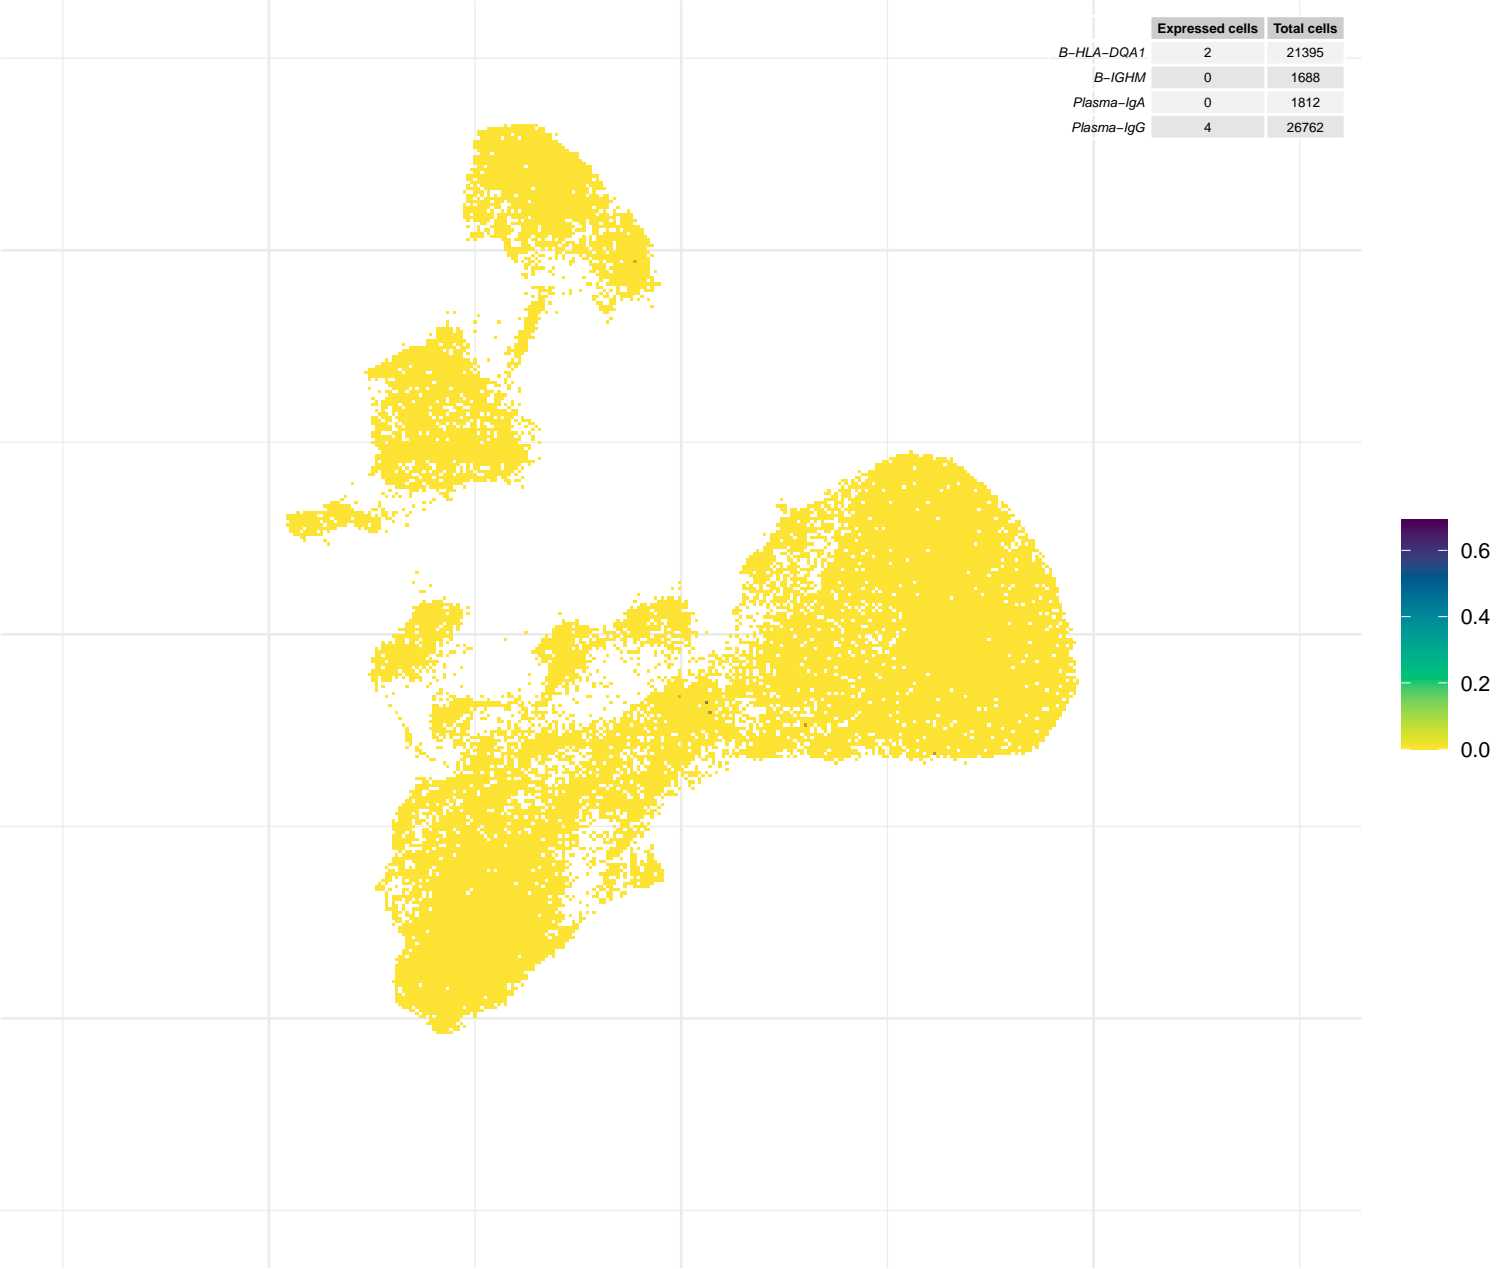 Expressed cells Total cells
B−HLA−DQA1 2 21395
B−IGHM 0 1688
Plasma−IgA 0 1812
Plasma−IgG 4 26762
0.6
0.4
0.2
0.0